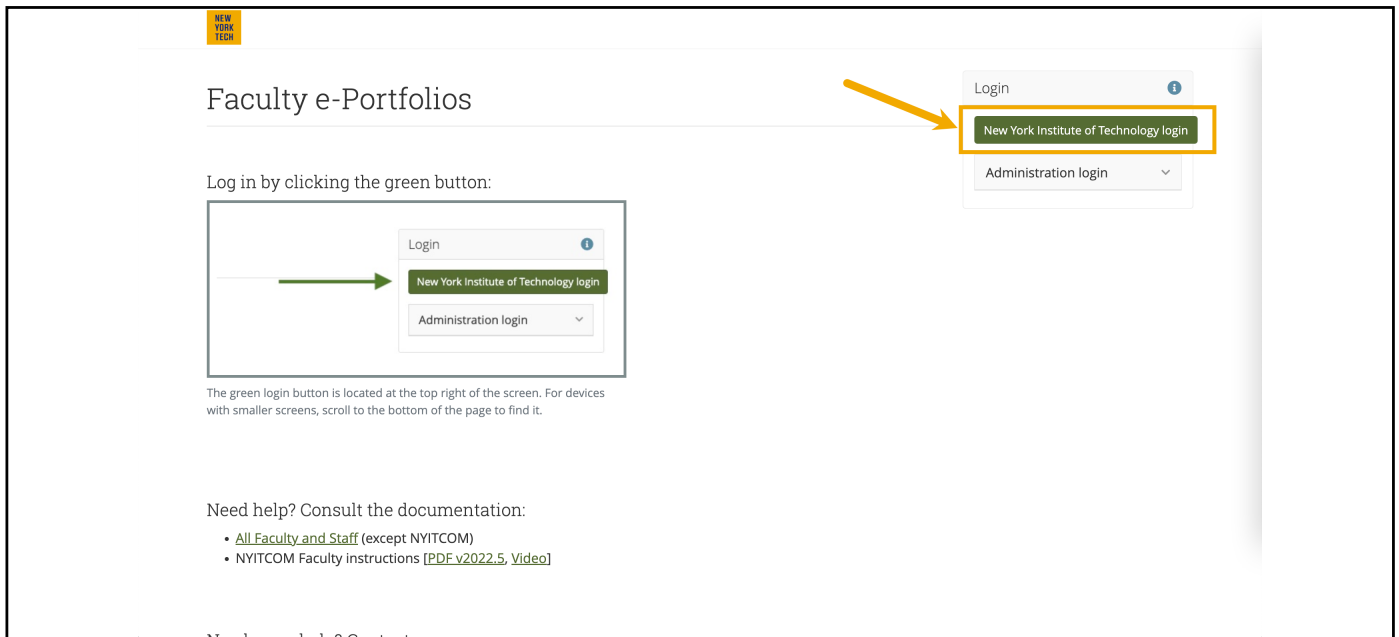 NEW
YORK
TECH
Faculty e-Portfolios
Login
New York Institute of Technology login
Administration login
Log in by clicking the green button:
Login
New York Institute of Technology login
Administration login
The green login button is located at the top right of the screen. For devices
with smaller screens, scroll to the bottom of the page to find it.
Need help? Consult the documentation:
• All Faculty and Staff (except NYITCOM)
• NYITCOM Faculty instructions [PDF v2022.5, Video]